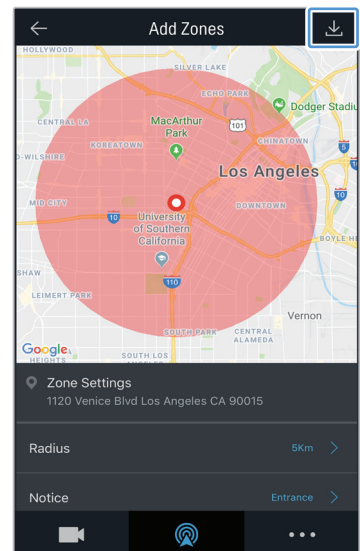 Add Zones
HOLLYWOOD
SILVER LAKE
ECHO PARK
Dodger Stadiu
CENTRAL LA
MacArthur
Park
101
KOREATOWN
CHINATOWN
5
D-WILSHIRE
Los Angeles
10
MID CITY
DOWNTOWN
10
University
of Southern
California
BOYLE HE
SHAW
110
LEIMERT PARK
Vernon
SOUTH PARK
CENTRAL
ALAMEDA
Google
HEIGHTS
SOUTH LOS
Zone Settings
1120 Venice Blvd Los Angeles CA 90015
Radius
5Km
Notice
Entrance